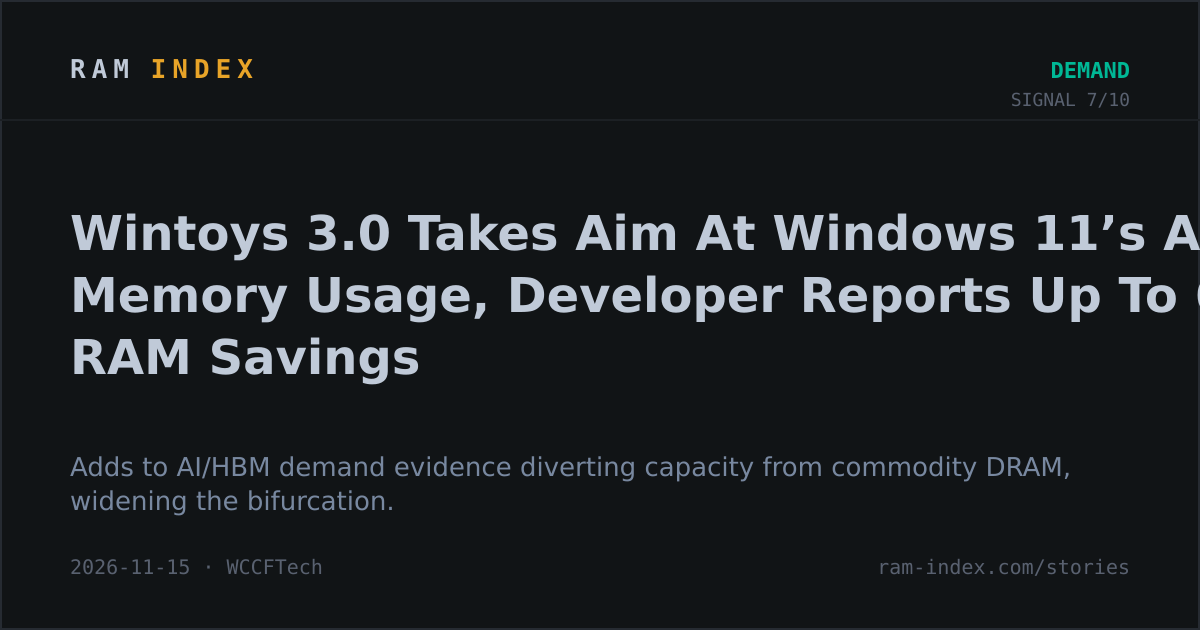 RAM INDEX
DEMAND
SIGNAL 7/10
Wintoys 3.0 Takes Aim At Windows 11’s
Memory Usage, Developer Reports Up To
RAM Savings
Adds to AI/HBM demand evidence diverting capacity from commodity DRAM,
widening the bifurcation.
2026-11-15 · WCCFTech
ram-index.com/stories